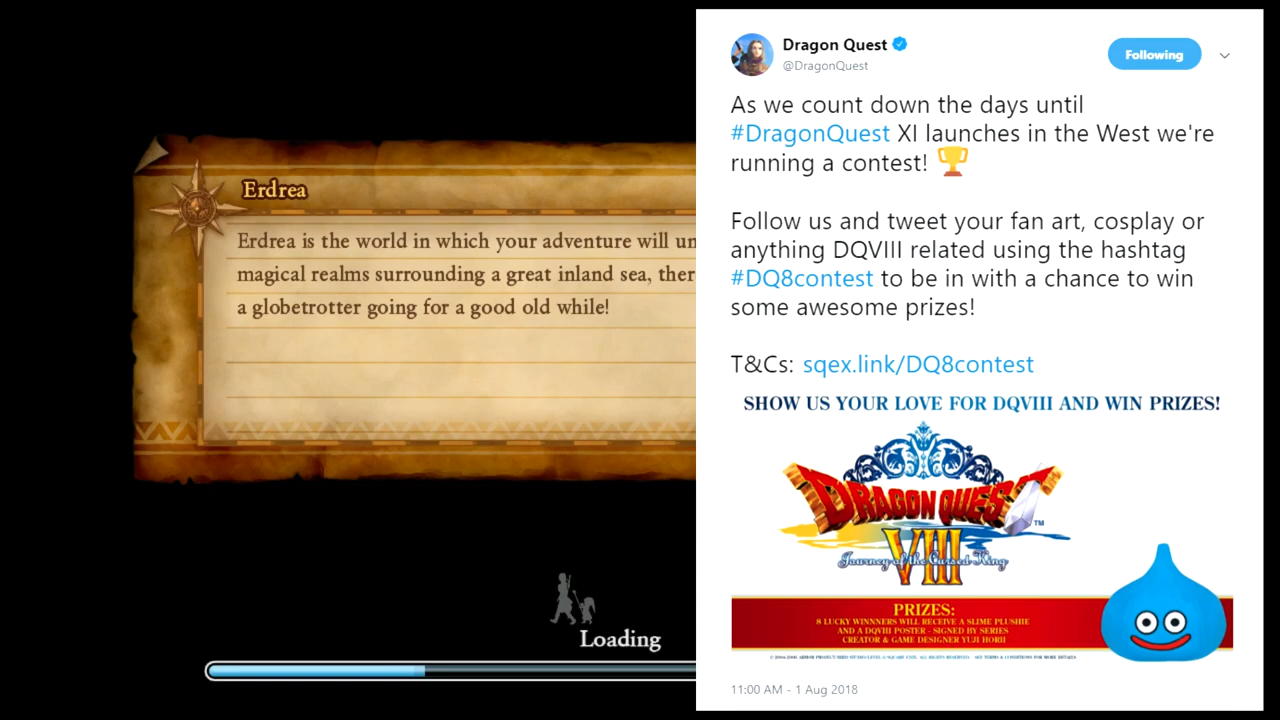 Erdrea
Erdrea is the world in which your adventure will un
magical realms surrounding a great inland sea, ther
a globetrotter going for a good old while!
Loading
Dragon Quest
@DragonQuest
Following
As we count down the days until
#DragonQuest XI launches in the West we're
running a contest! 🏆
Follow us and tweet your fan art, cosplay or
anything DQVIII related using the hashtag
#DQ8contest to be in with a chance to win
some awesome prizes!
T&Cs: sqex.link/DQ8contest
SHOW US YOUR LOVE FOR DQVIII AND WIN PRIZES!
DRAGON QUEST
TM
VIII
Journey of the Cursed King
PRIZES:
8 LUCKY WINNNERS WILL RECEIVE A SLIME PLUSHIE
AND A DQVIII POSTER - SIGNED BY SERIES
CREATOR & GAME DESIGNER YUJI HORII
11:00 AM - 1 Aug 2018